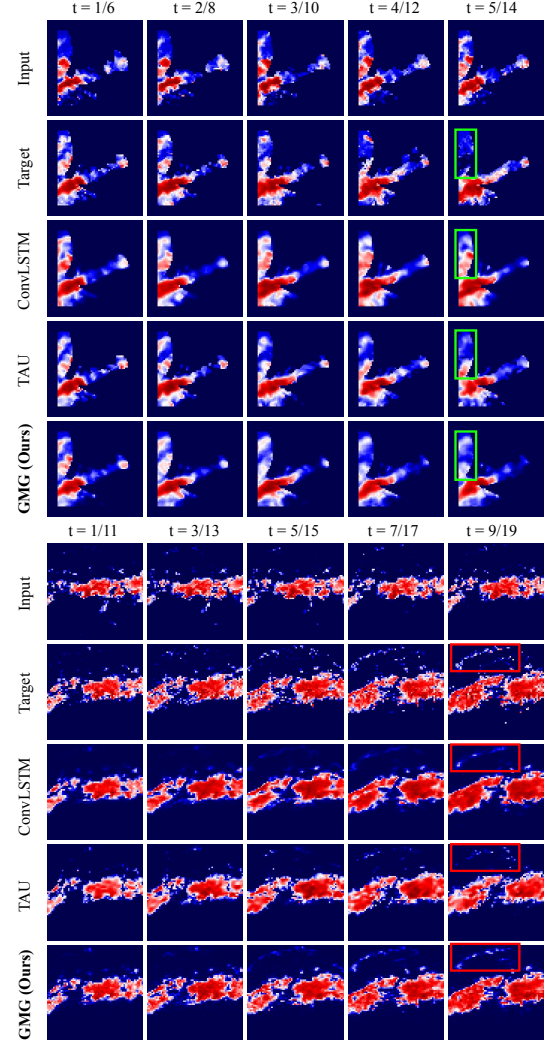 t = 1/6 t = 2/8 t = 3/10 t = 4/12 t = 5/14
Input
Target
ConvLSTM
TAU
GMG (Ours)
t = 1/11 t = 3/13 t = 5/15 t = 7/17 t = 9/19
Input
Target
ConvLSTM
TAU
GMG (Ours)